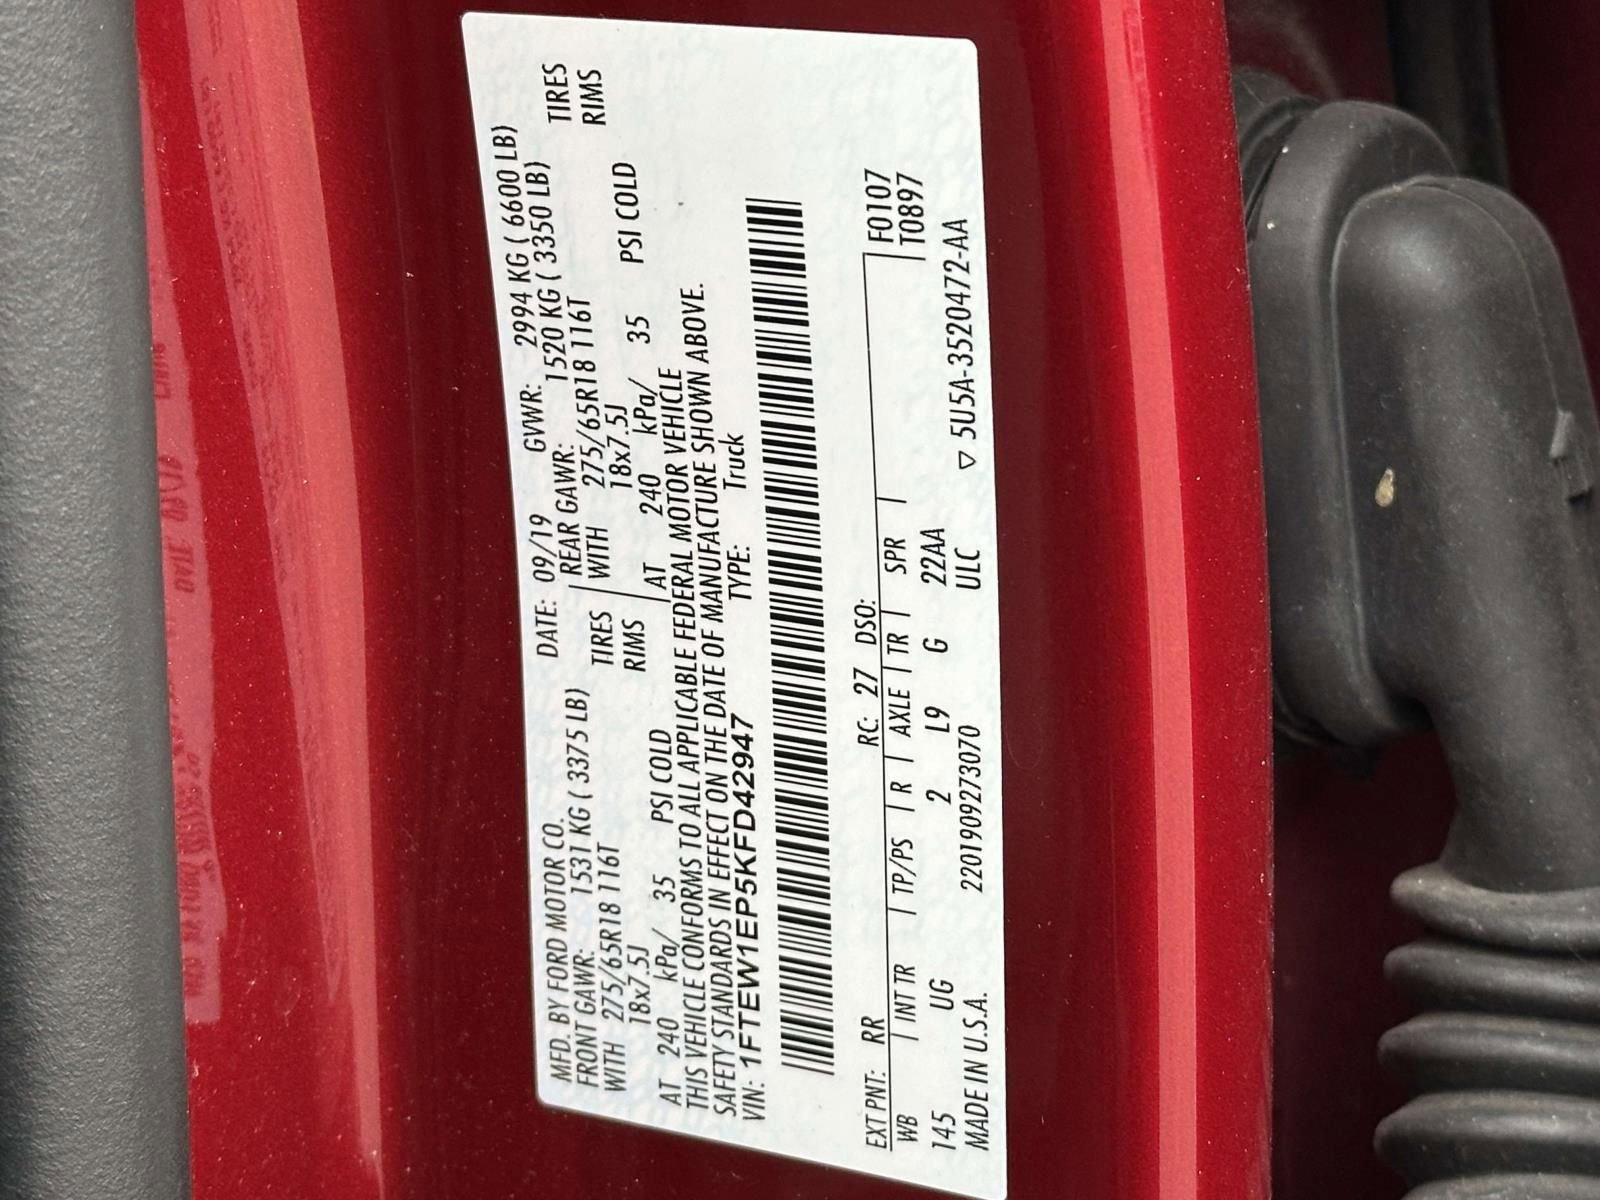 MFD. BY FORD MOTOR CO.
DATE: 09/19 GVWR: 2994 KG ( 6600 LB)
FRONT GAWR: 1531 KG ( 3375 LB) REAR GAWR: 1520 KG ( 3350 LB)
WITH 275/65R18 116T TIRES WITH 275/65R18 116T TIRES
18x7.5J RIMS 18x7.5J RIMS
AT 240 kPa/ 35 PSI COLD AT 240 kPa/ 35 PSI COLD
THIS VEHICLE CONFORMS TO ALL APPLICABLE FEDERAL MOTOR VEHICLE
SAFETY STANDARDS IN EFFECT ON THE DATE OF MANUFACTURE SHOWN ABOVE.
VIN: 1FTEW1EP5KFD42947 TYPE: Truck
EXT PNT: RR RC: 27 DSO: F0107
WB INT TR TP/PS R AXLE TR SPR T0897
145 UG 2 L9 G 22AA
MADE IN U.S.A. 220190927307​0 ULC ▽ 5U5A-3520472-AA